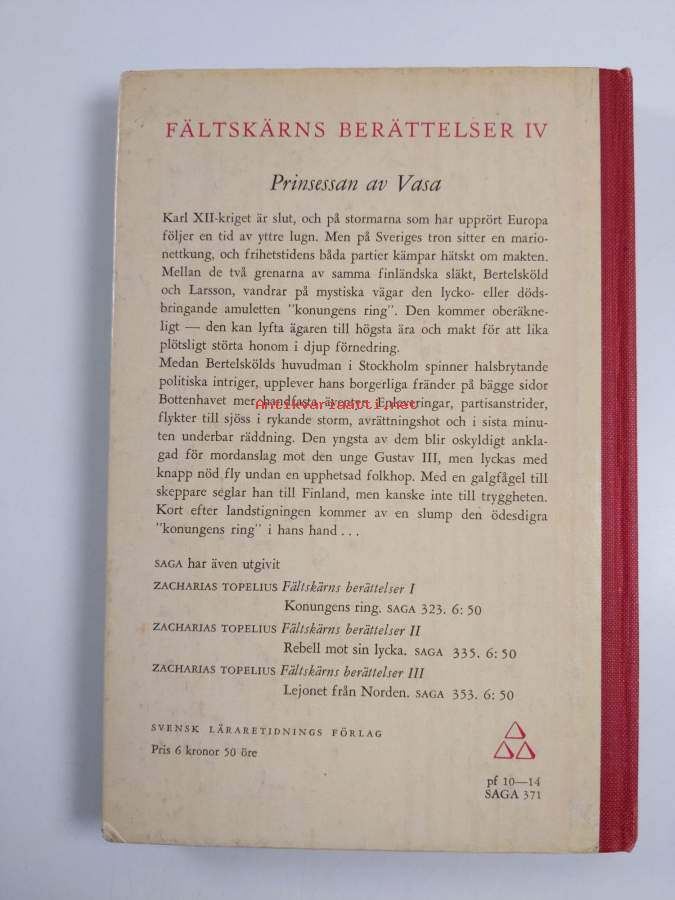 FÄLTSKÄRNS BERÄTTELSER IV
Prinsessan av Vasa
Karl XII-kriget är slut, och på stormarna som har upprört Europa
följer en tid av yttre lugn. Men på Sveriges tron sitter en mario-
nettkung, och frihetstidens båda partier kämpar hätskt om makten.
Mellan de två grenarna av samma finländska släkt, Bertelsköld
och Larsson, vandrar på mystiska vägar den lycko- eller döds-
bringande amuletten "konungens ring". Den kommer oberäkne-
ligt — den kan lyfta ägaren till högsta ära och makt för att lika
plötsligt störta honom i djup förnedring.
Medan Bertelskölds huvudman i Stockholm spinner halsbrytande
politiska intriger, upplever hans borgerliga fränder på bägge sidor
Bottenhavet mer handfasta äventyr. Enleveringar, partisanstrider,
Antikvariaatti.net
flykter till sjöss i rykande storm, avrättningshot och i sista minu-
ten underbar räddning. Den yngsta av dem blir oskyldigt ankla-
gad för mordanslag mot den unge Gustav III, men lyckas med
knapp nöd fly undan en upphetsad folkhop. Med en galgfågel till
skeppare seglar han till Finland, men kanske inte till tryggheten.
Kort efter landstigningen kommer av en slump den ödesdigra
"konungens ring" i hans hand . . .
SAGA har även utgivit
ZACHARIAS TOPELIUS Fältskärns berättelser I
Konungens ring. SAGA 323. 6: 50
ZACHARIAS TOPELIUS Fältskärns berättelser II
Rebell mot sin lycka. SAGA 335. 6: 50
ZACHARIAS TOPELIUS Fältskärns berättelser III
Lejonet från Norden. SAGA 353. 6: 50
SVENSK LÄRARETIDNINGS FÖRLAG
Pris 6 kronor 50 öre
pf 10—14
SAGA 371